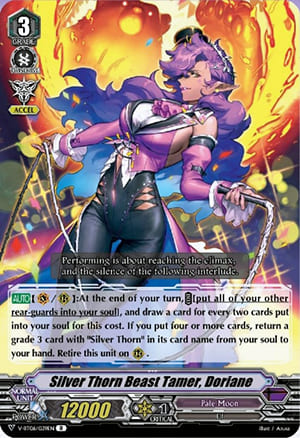 3
GRADE
ACCEL
Performing is about reaching the climax,
and the silence of the following interlude.
AUTO [ / ]:At the end of your turn, [put all of your other
rear-guards into your soul], and draw a card for every two cards put
into your soul for this cost. If you put four or more cards, return a
grade 3 card with "Silver Thorn" in its card name from your soul to
your hand. Retire this unit on .
Silver Thorn Beast Tamer, Doriane
NORMAL
UNIT
POWER
12000
1
CRITICAL
Pale Moon
V-BT06/029EN R
Illust /